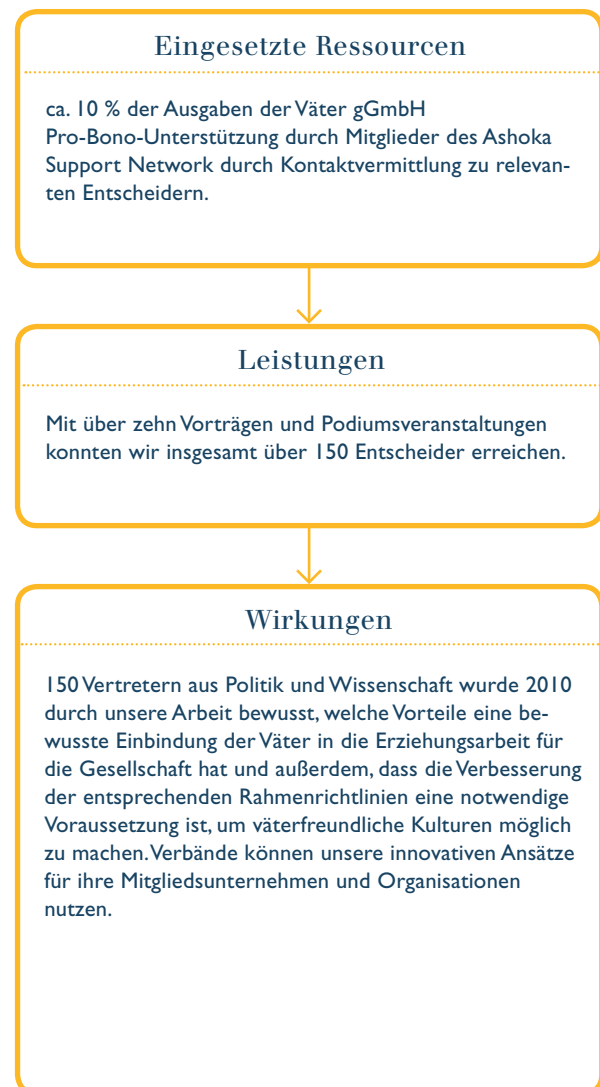 Eingesetzte Ressourcen
ca. 10 % der Ausgaben der Väter gGmbH
Pro-Bono-Unterstützung durch Mitglieder des Ashoka
Support Network durch Kontaktvermittlung zu relevan-
ten Entscheidern.
Leistungen
Mit über zehn Vorträgen und Podiumsveranstaltungen
konnten wir insgesamt über 150 Entscheider erreichen.
Wirkungen
150 Vertretern aus Politik und Wissenschaft wurde 2010
durch unsere Arbeit bewusst, welche Vorteile eine be-
wusste Einbindung der Väter in die Erziehungsarbeit für
die Gesellschaft hat und außerdem, dass die Verbesserung
der entsprechenden Rahmenrichtlinien eine notwendige
Voraussetzung ist, um väterfreundliche Kulturen möglich
zu machen. Verbände können unsere innovativen Ansätze
für ihre Mitgliedsunternehmen und Organisationen
nutzen.